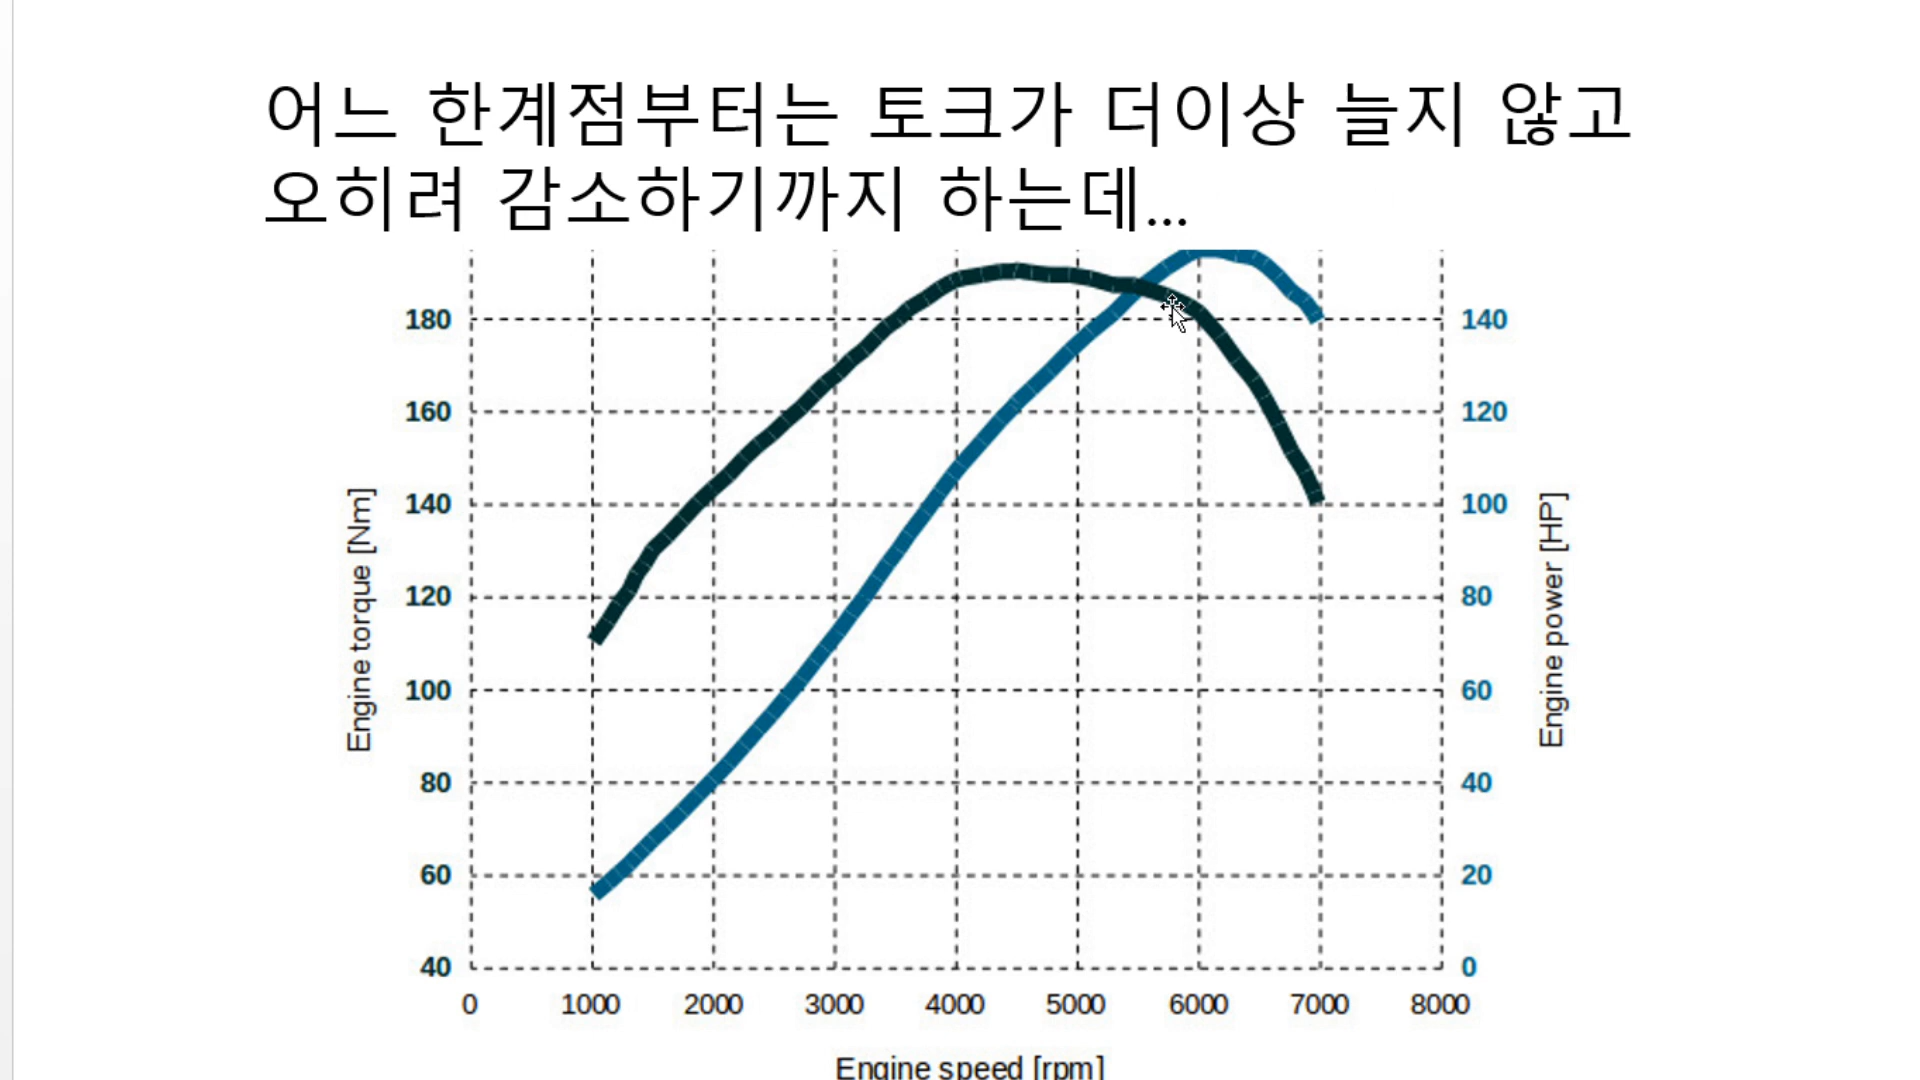 어느 한계점부터는 토크가 더이상 늘지 않고
오히려 감소하기까지 하는데...
180
160
140
120
100
80
60
40
Engine torque [Nm]
140
120
100
80
60
40
20
0
Engine power [HP]
0 1000 2000 3000 4000 5000 6000 7000 8000
Engine speed [rpm]